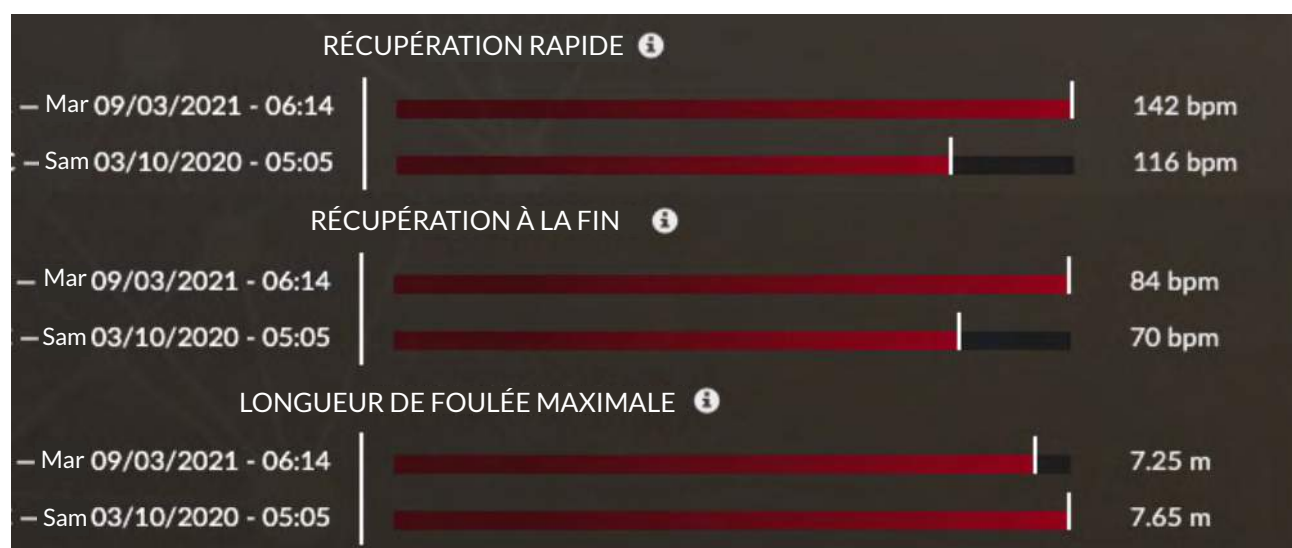 RÉCUPÉRATION RAPIDE
– Mar 09/03/2021 - 06:14 142 bpm
– Sam 03/10/2020 - 05:05 116 bpm
RÉCUPÉRATION À LA FIN
– Mar 09/03/2021 - 06:14 84 bpm
– Sam 03/10/2020 - 05:05 70 bpm
LONGUEUR DE FOULÉE MAXIMALE
– Mar 09/03/2021 - 06:14 7.25 m
– Sam 03/10/2020 - 05:05 7.65 m